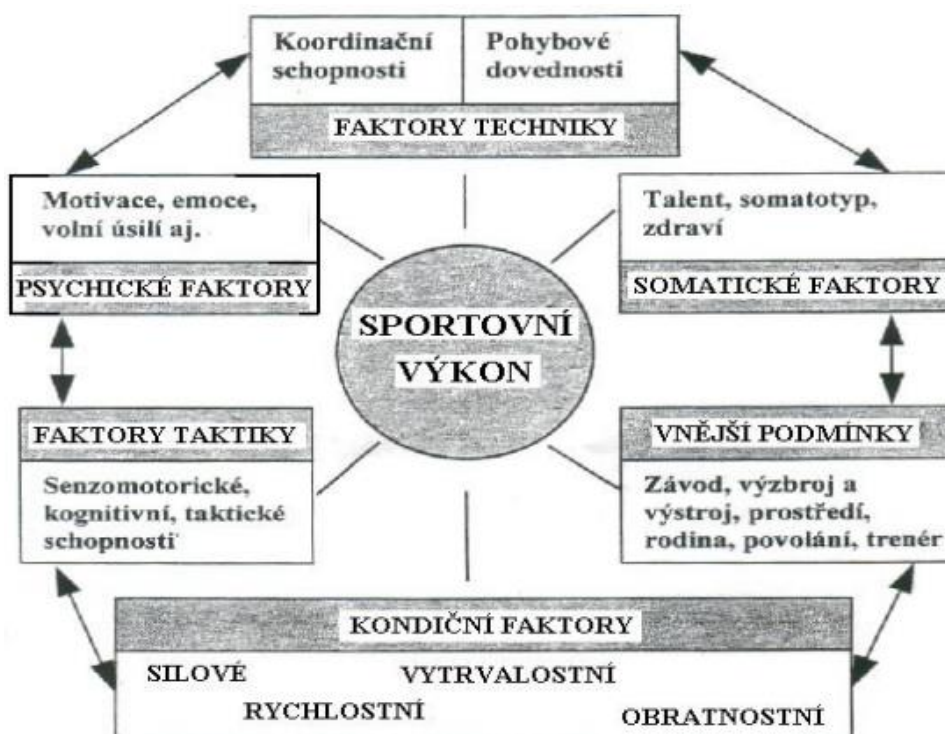 Koordinační
schopnosti
Pohybové
dovednosti
FAKTORY TECHNIKY
Motivace, emoce,
volní úsilí aj.
PSYCHICKÉ FAKTORY
Talent, somatotyp,
zdraví
SOMATICKÉ FAKTORY
SPORTOVNÍ
VÝKON
FAKTORY TAKTIKY
Senzomotorické,
kognitivní, taktické
schopnosti
VNĚJŠÍ PODMÍNKY
Závod, výzbroj a
výstroj, prostředí,
rodina, povolání, trenér
KONDIČNÍ FAKTORY
SILOVÉ
VYTRVALOSTNÍ
RYCHLOSTNÍ
OBRATNOSTNÍ